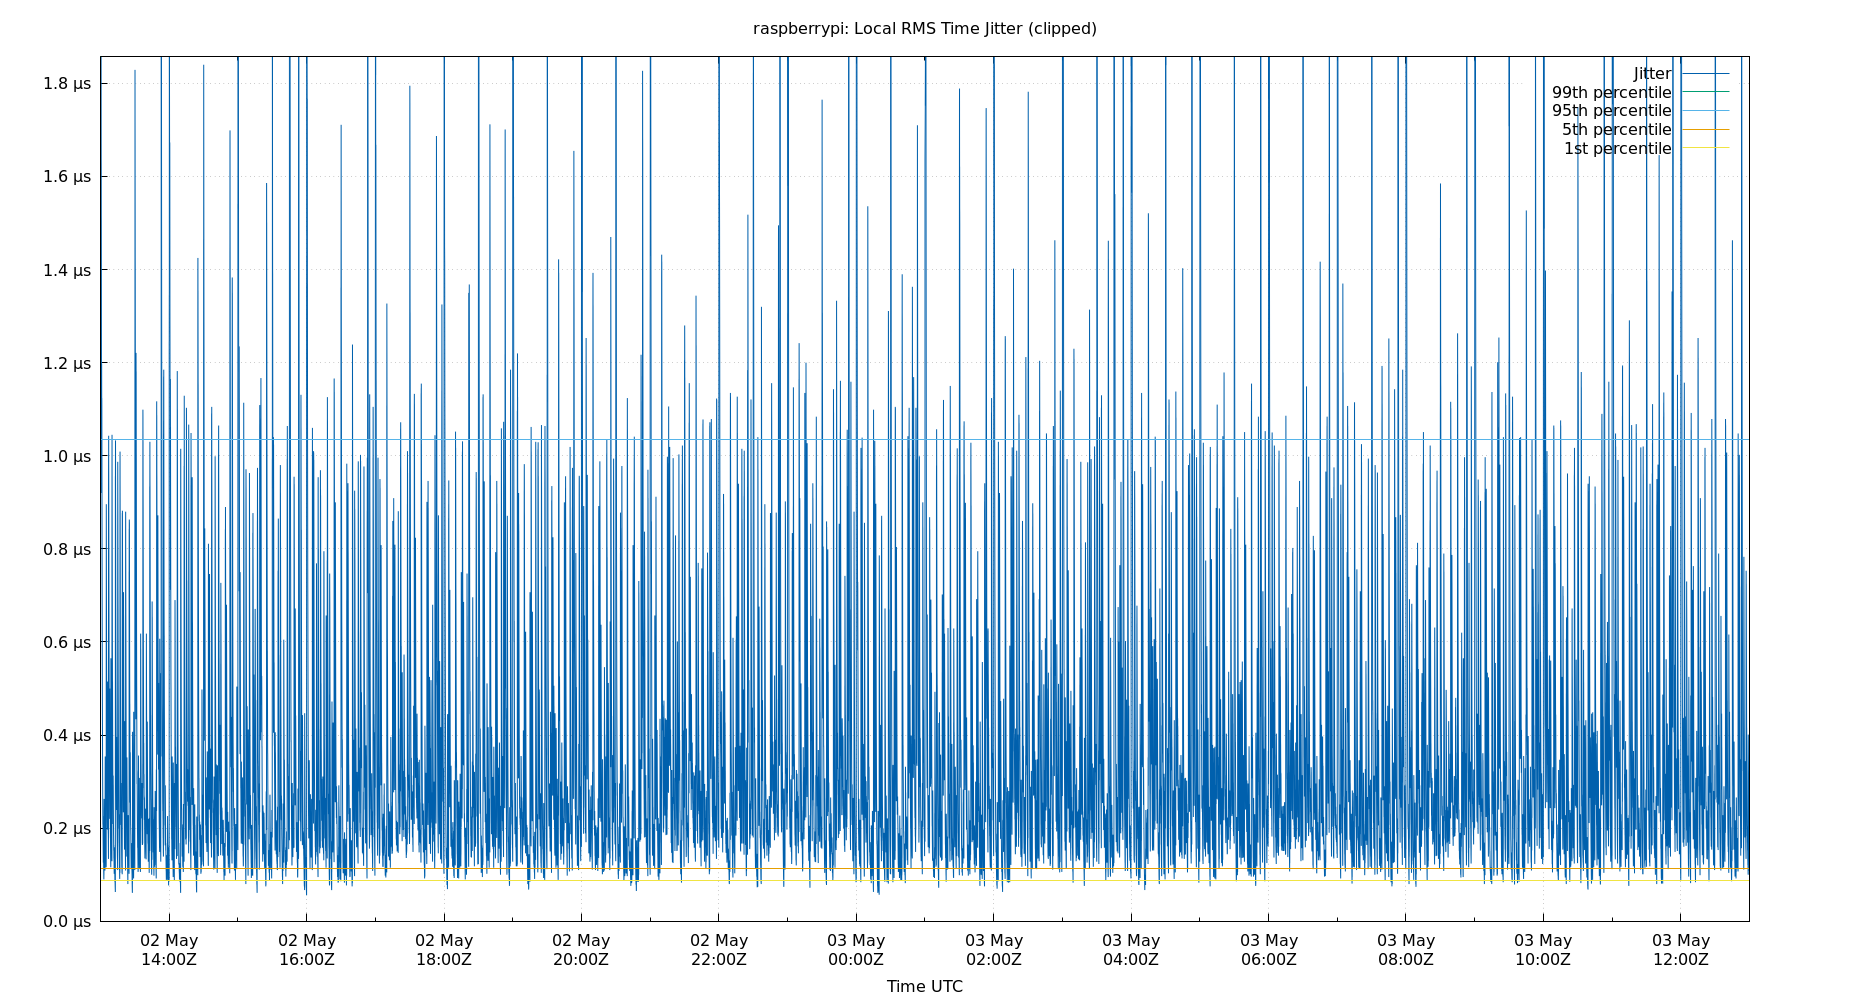 raspberrypi: Local RMS Time Jitter (clipped)
Jitter
99th percentile
95th percentile
5th percentile
1st percentile
1.8 µs
1.6 µs
1.4 µs
1.2 µs
1.0 µs
0.8 µs
0.6 µs
0.4 µs
0.2 µs
0.0 µs
02 May 02 May 02 May 02 May 02 May 03 May 03 May 03 May 03 May 03 May 03 May 03 May
14:00Z 16:00Z 18:00Z 20:00Z 22:00Z 00:00Z 02:00Z 04:00Z 06:00Z 08:00Z 10:00Z 12:00Z
Time UTC